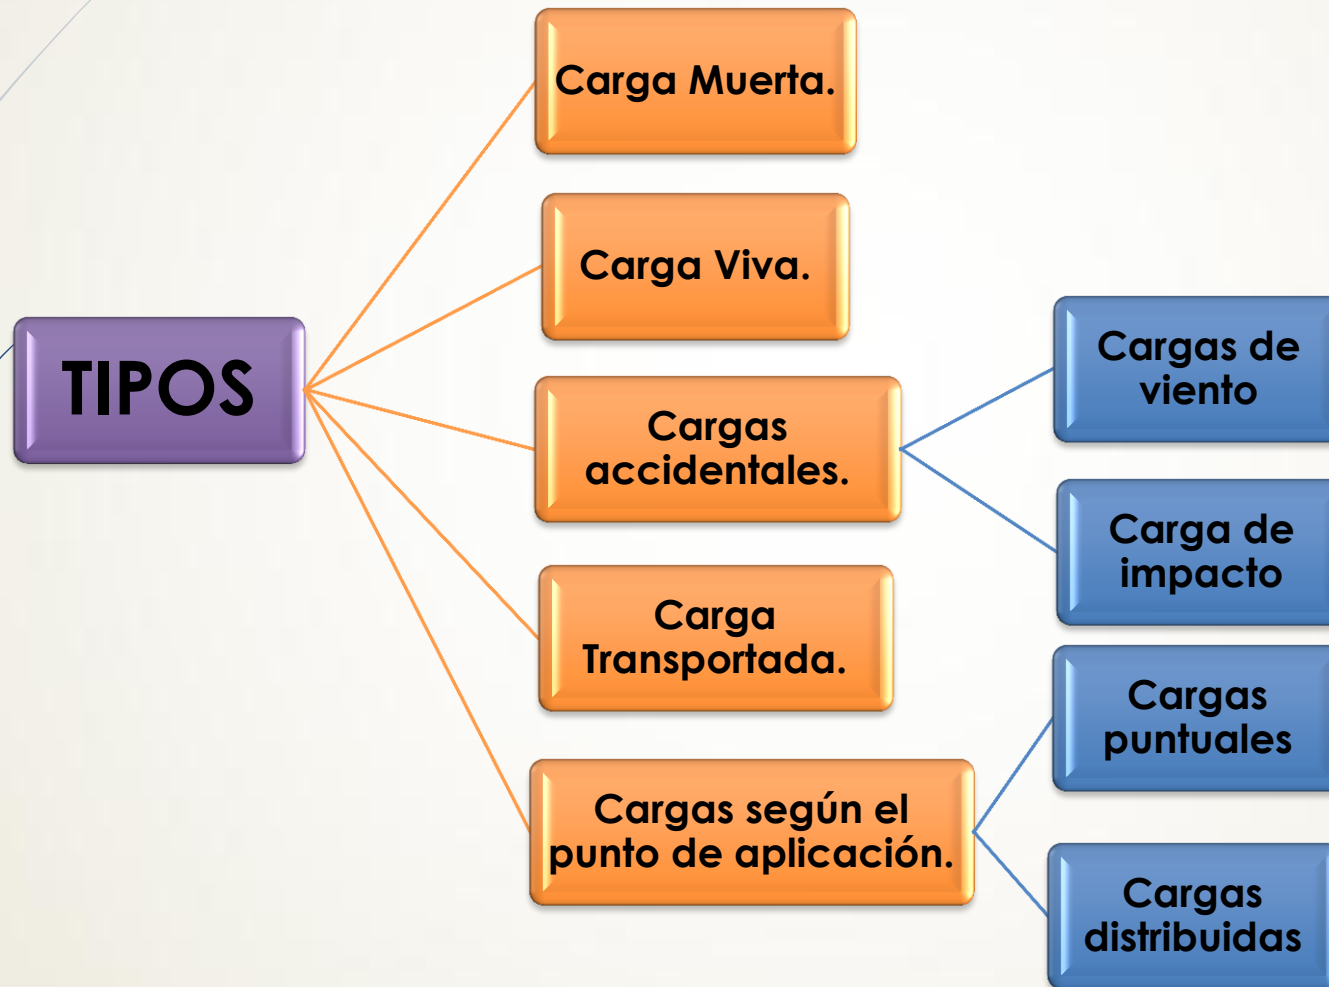 TIPOS
Carga Muerta.
Carga Viva.
Cargas
accidentales.
Cargas de
viento
Carga de
impacto
Carga
Transportada.
Cargas según el
punto de aplicación.
Cargas
puntuales
Cargas
distribuidas